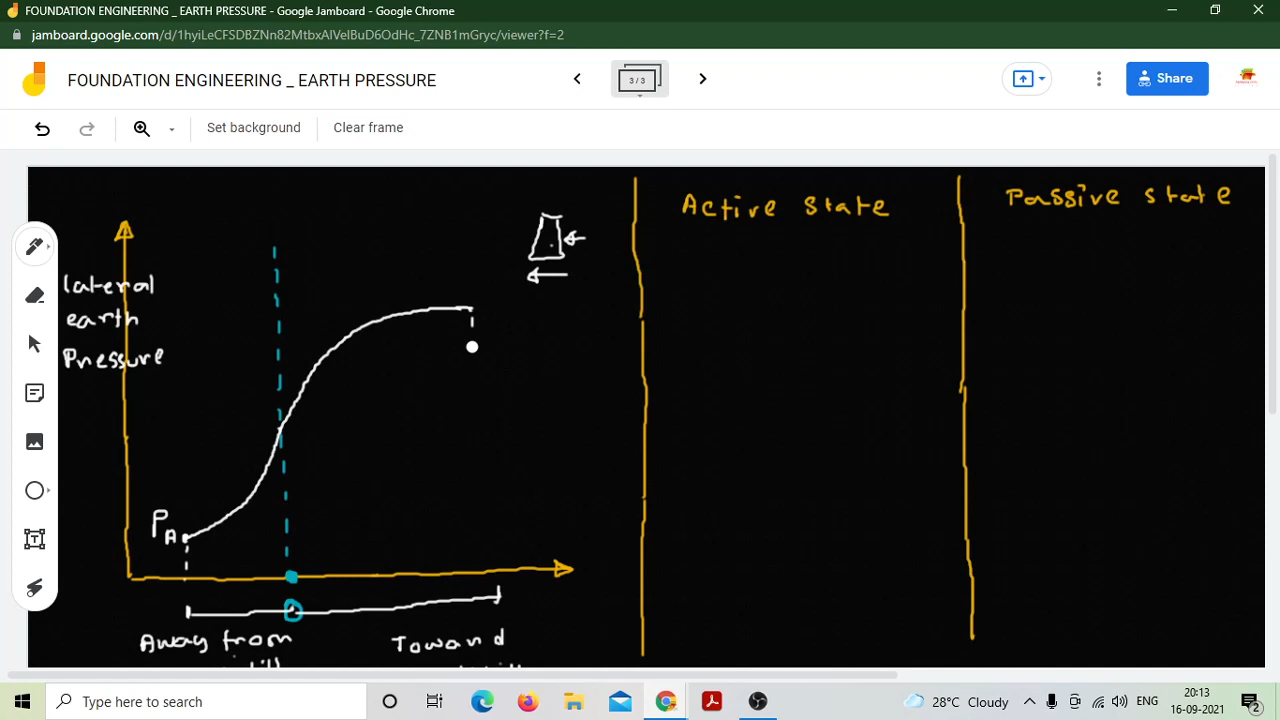 FOUNDATION ENGINEERING _ EARTH PRESSURE - Google Jamboard - Google Chrome
jamboard.google.com/d/1hyiLeCFSDBZNn82MtbxAIVelBuD6OdHc_7ZNB1mGryc/viewer?f=2
FOUNDATION ENGINEERING _ EARTH PRESSURE
3 / 3
Share
Set background
Clear frame
Active State
Passive State
lateral
earth
Pressure
PA
Away from
Toward
Type here to search
28°C Cloudy
ENG
20:13
16-09-2021
2